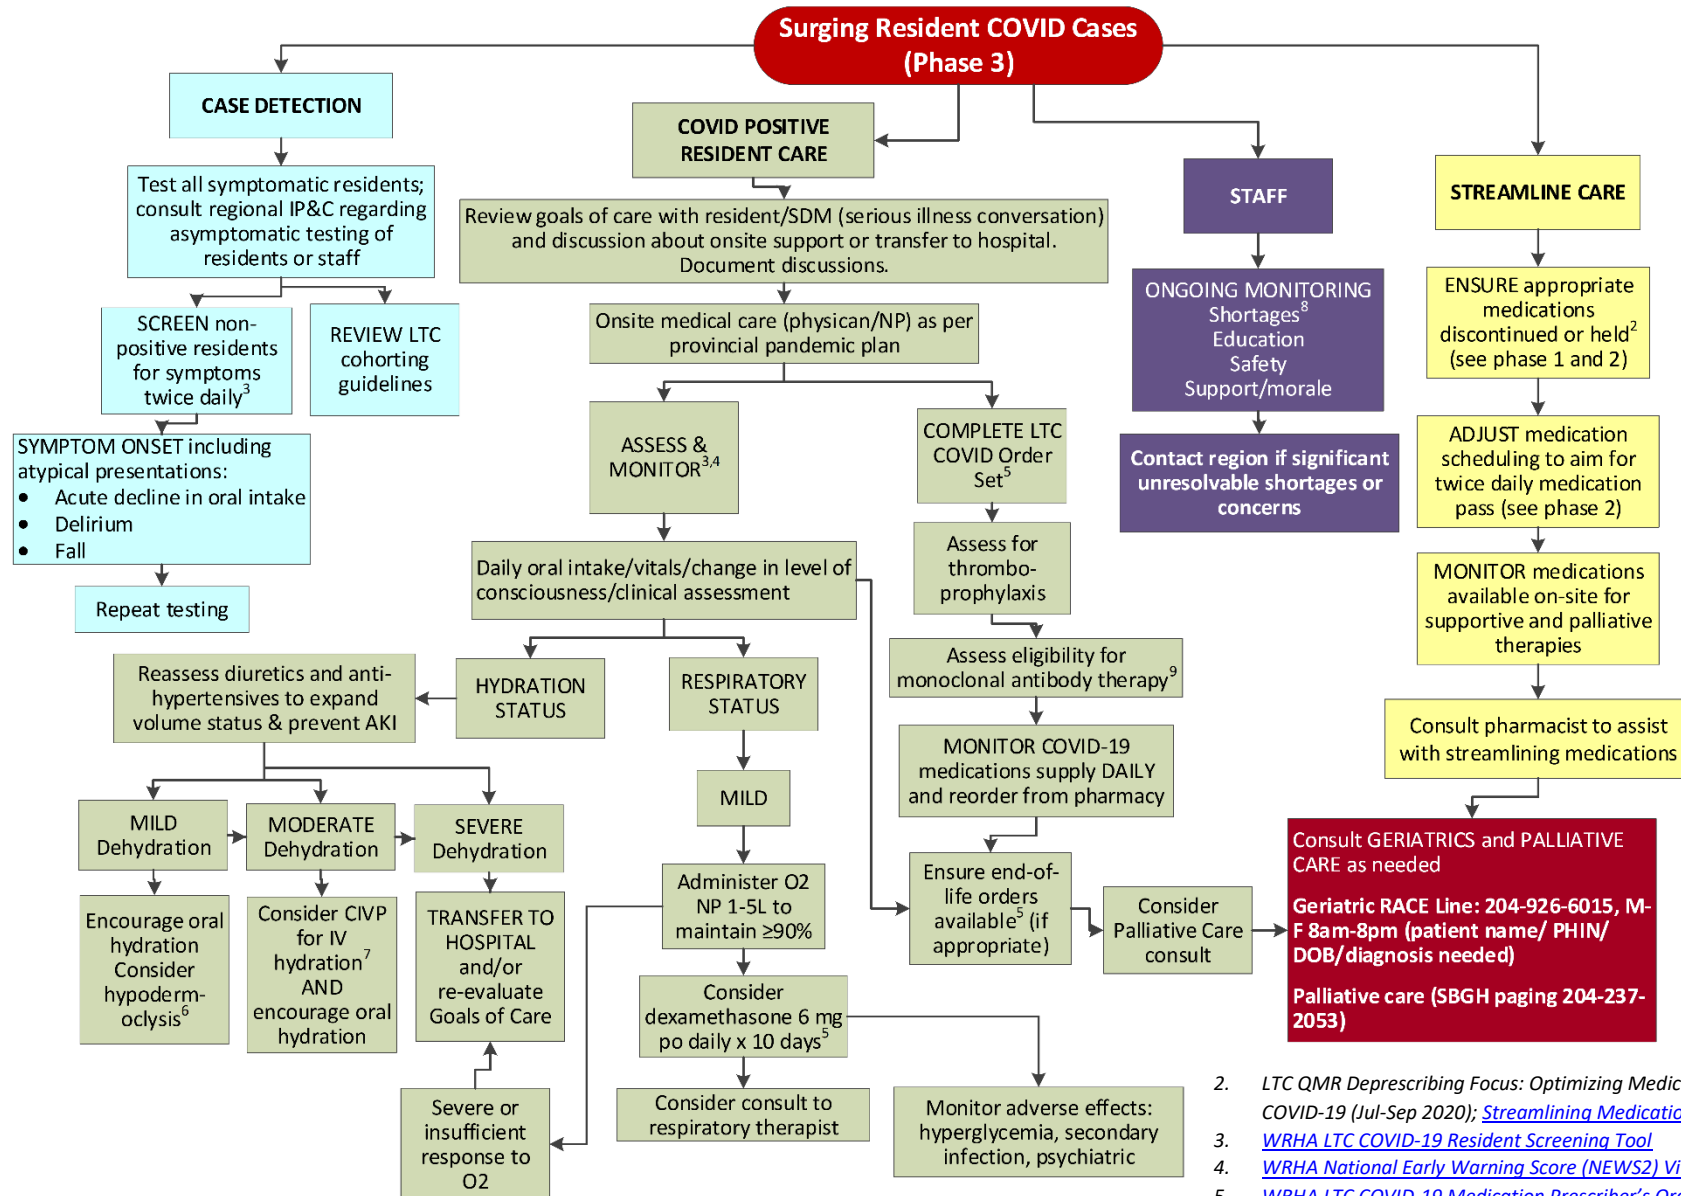 Surging Resident COVID Cases
(Phase 3)
CASE DETECTION
Test all symptomatic residents;
consult regional IP&C regarding
asymptomatic testing of
residents or staff
SCREEN non-
positive residents
for symptoms
twice daily3
REVIEW LTC
cohorting
guidelines
SYMPTOM ONSET including
atypical presentations:
• Acute decline in oral intake
• Delirium
• Fall
Repeat testing
COVID POSITIVE
RESIDENT CARE
Review goals of care with resident/SDM (serious illness conversation)
and discussion about onsite support or transfer to hospital.
Document discussions.
Onsite medical care (physican/NP) as per
provincial pandemic plan
ASSESS &
MONITOR3,4
COMPLETE LTC
COVID Order
Set5
Daily oral intake/vitals/change in level of
consciousness/clinical assessment
Assess for
thrombo-
prophylaxis
Assess eligibility for
monoclonal antibody therapy9
MONITOR COVID-19
medications supply DAILY
and reorder from pharmacy
Ensure end-of-
life orders
available5 (if
appropriate)
Consider
Palliative Care
consult
HYDRATION
STATUS
RESPIRATORY
STATUS
Reassess diuretics and anti-
hypertensives to expand
volume status & prevent AKI
MILD
Dehydration
MODERATE
Dehydration
SEVERE
Dehydration
Encourage oral
hydration
Consider
hypoderm-
oclysis6
Consider CIVP
for IV
hydration7
AND
encourage oral
hydration
TRANSFER TO
HOSPITAL
and/or
re-evaluate
Goals of Care
MILD
Administer O2
NP 1-5L to
maintain ≥90%
Consider
dexamethasone 6 mg
po daily x 10 days5
Consider consult to
respiratory therapist
Severe or
insufficient
response to
O2
Monitor adverse effects:
hyperglycemia, secondary
infection, psychiatric
STAFF
ONGOING MONITORING
Shortages8
Education
Safety
Support/morale
Contact region if significant
unresolvable shortages or
concerns
STREAMLINE CARE
ENSURE appropriate
medications
discontinued or held2
(see phase 1 and 2)
ADJUST medication
scheduling to aim for
twice daily medication
pass (see phase 2)
MONITOR medications
available on-site for
supportive and palliative
therapies
Consult pharmacist to assist
with streamlining medications
Consult GERIATRICS and PALLIATIVE
CARE as needed
Geriatric RACE Line: 204-926-6015, M-
F 8am-8pm (patient name/ PHIN/
DOB/diagnosis needed)
Palliative care (SBGH paging 204-237-
2053)
2. LTC QMR Deprescribing Focus: Optimizing Medic
COVID-19 (Jul-Sep 2020); Streamlining Medicatio
3. WRHA LTC COVID-19 Resident Screening Tool
4. WRHA National Early Warning Score (NEWS2) Vi
5. WRHA LTC COVID-19 Medication Prescriber's Or